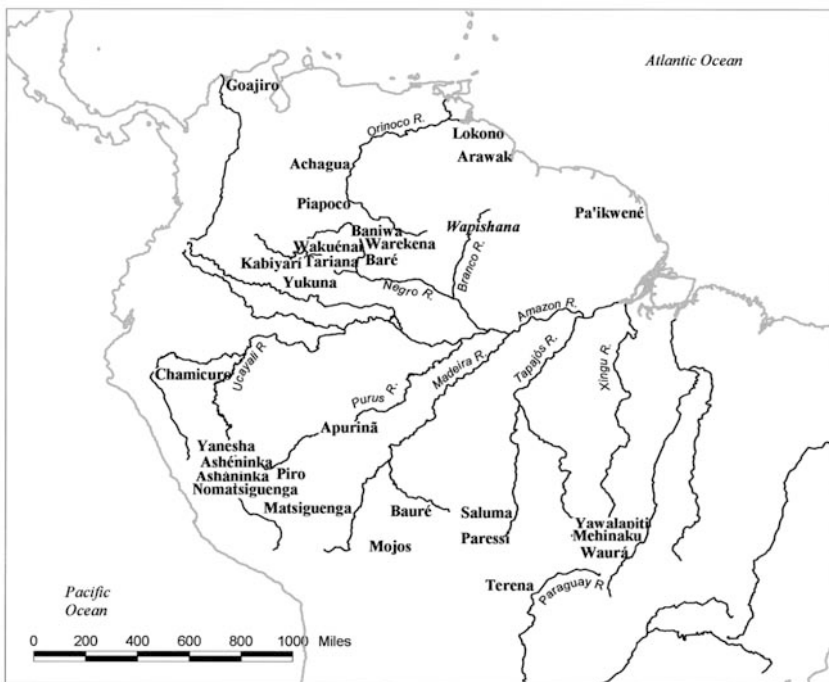 Atlantic Ocean
Goajiro
Orinoco R.
Lokono
Arawak
Achagua
Piapoco
Pa'ikwené
Wapishana
Baniwa
Wakuénai
Warekena
Kabiyarí
Tariana
Baré
Yukuna
Negro R.
Branco R.
Amazon R.
Chamicuro
Ucayali R.
Purus R.
Madeira R.
Tapajós R.
Xingu R.
Apurinã
Yanesha
Ashéninka
Asháninka
Piro
Nomatsiguenga
Matsiguenga
Bauré
Saluma
Yawalapiti
Mehinaku
Mojos
Paressi
Waurá
Terena
Paraguay R
Pacific
Ocean
0 200 400 600 800 1000 Miles